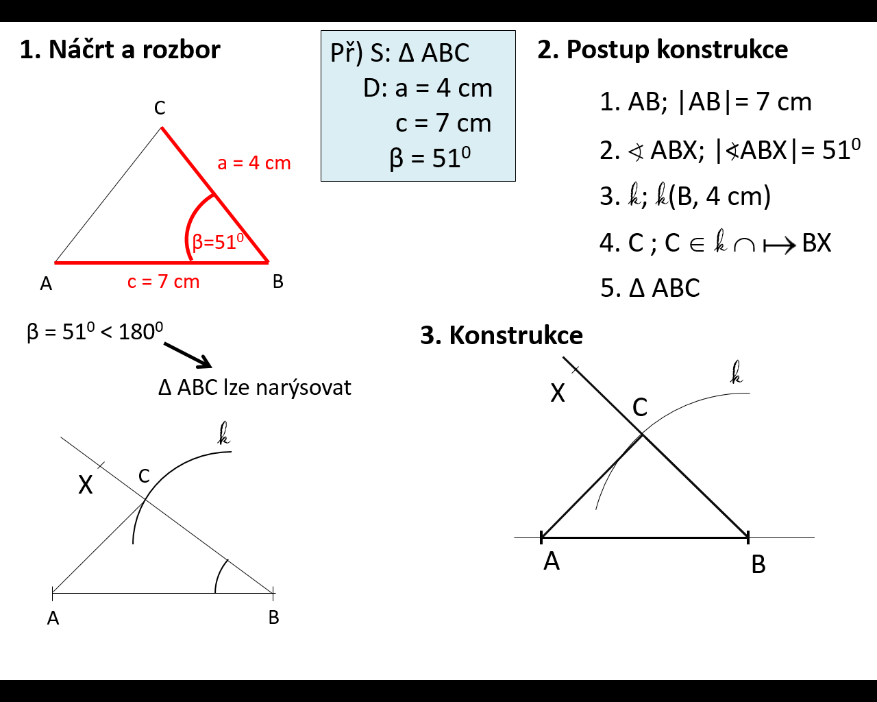 1. Náčrt a rozbor
C
a = 4 cm
β=51⁰
A
c = 7 cm
B
β = 51⁰ < 180⁰
Δ ABC lze narýsovat
k
X
C
A
B
Př) S: Δ ABC
D: a = 4 cm
c = 7 cm
β = 51⁰
2. Postup konstrukce
1. AB; |AB|= 7 cm
2. ∢ ABX; |∢ABX|= 51⁰
3. k; k(B, 4 cm)
4. C ; C ∈ k ∩ ↦ BX
5. Δ ABC
3. Konstrukce
k
X
C
A
B